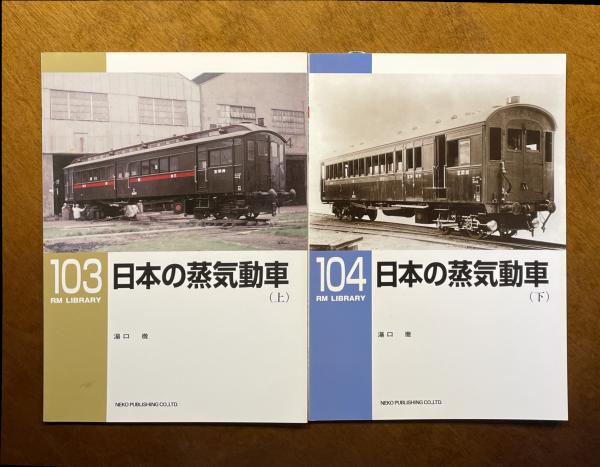 103
RM LIBRARY
日本の蒸気動車
(上)
湯口 徹
NEKO PUBLISHING CO.,LTD.
104
RM LIBRARY
日本の蒸気動車
(下)
湯口 徹
NEKO PUBLISHING CO.,LTD.